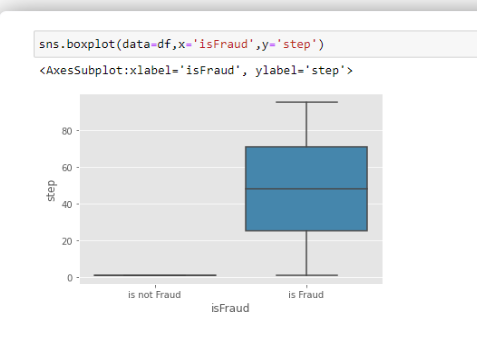 sns.boxplot(data=df,x='isFraud',y='step')
<AxesSubplot:xlabel='isFraud', ylabel='step'>
80
60
step
40
20
0
is not Fraud is Fraud
isFraud